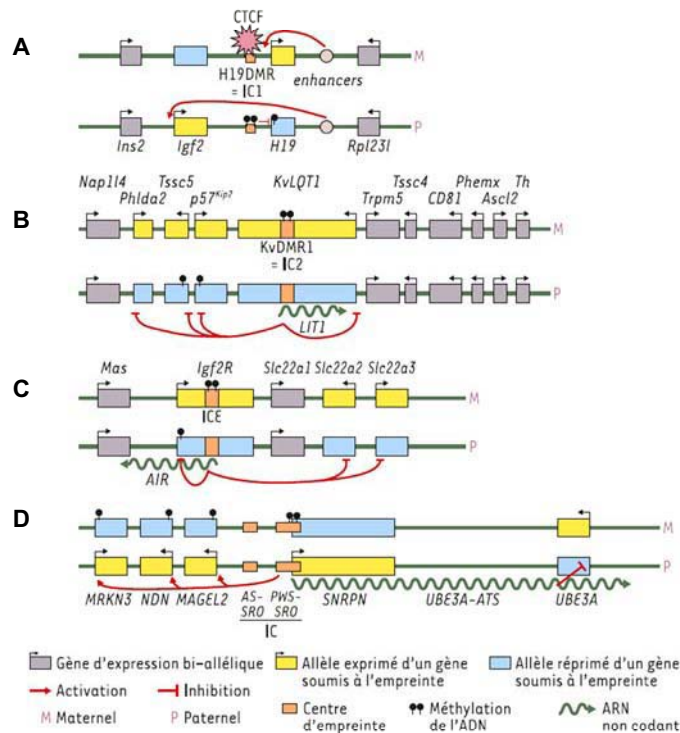 A
CTCF
M
H19DMR
= IC1
enhancers
P
Ins2 Igf2 H19 Rpl23l
B
Nap1l4 Tssc5 KvLQT1 Tssc4 Phemx Th
Phlda2 p57Kip? Trpm5 CD81 Ascl2
M
KvDMR1
= IC2
P
LIT1
C
Mas Igf2R Slc22a1 Slc22a2 Slc22a3
M
ICE
P
AIR
D
M
P
MRKN3 NDN MAGEL2 AS-SRO PWS-SRO SNRPN UBE3A-ATS UBE3A
IC
Gène d'expression bi-allélique
Allèle exprimé d'un gène
soumis à l'empreinte
Allèle réprimé d'un gène
soumis à l'empreinte
Activation
Inhibition
M Maternel
P Paternel
Centre
d'empreinte
Méthylation
de l'ADN
ARN
non codant